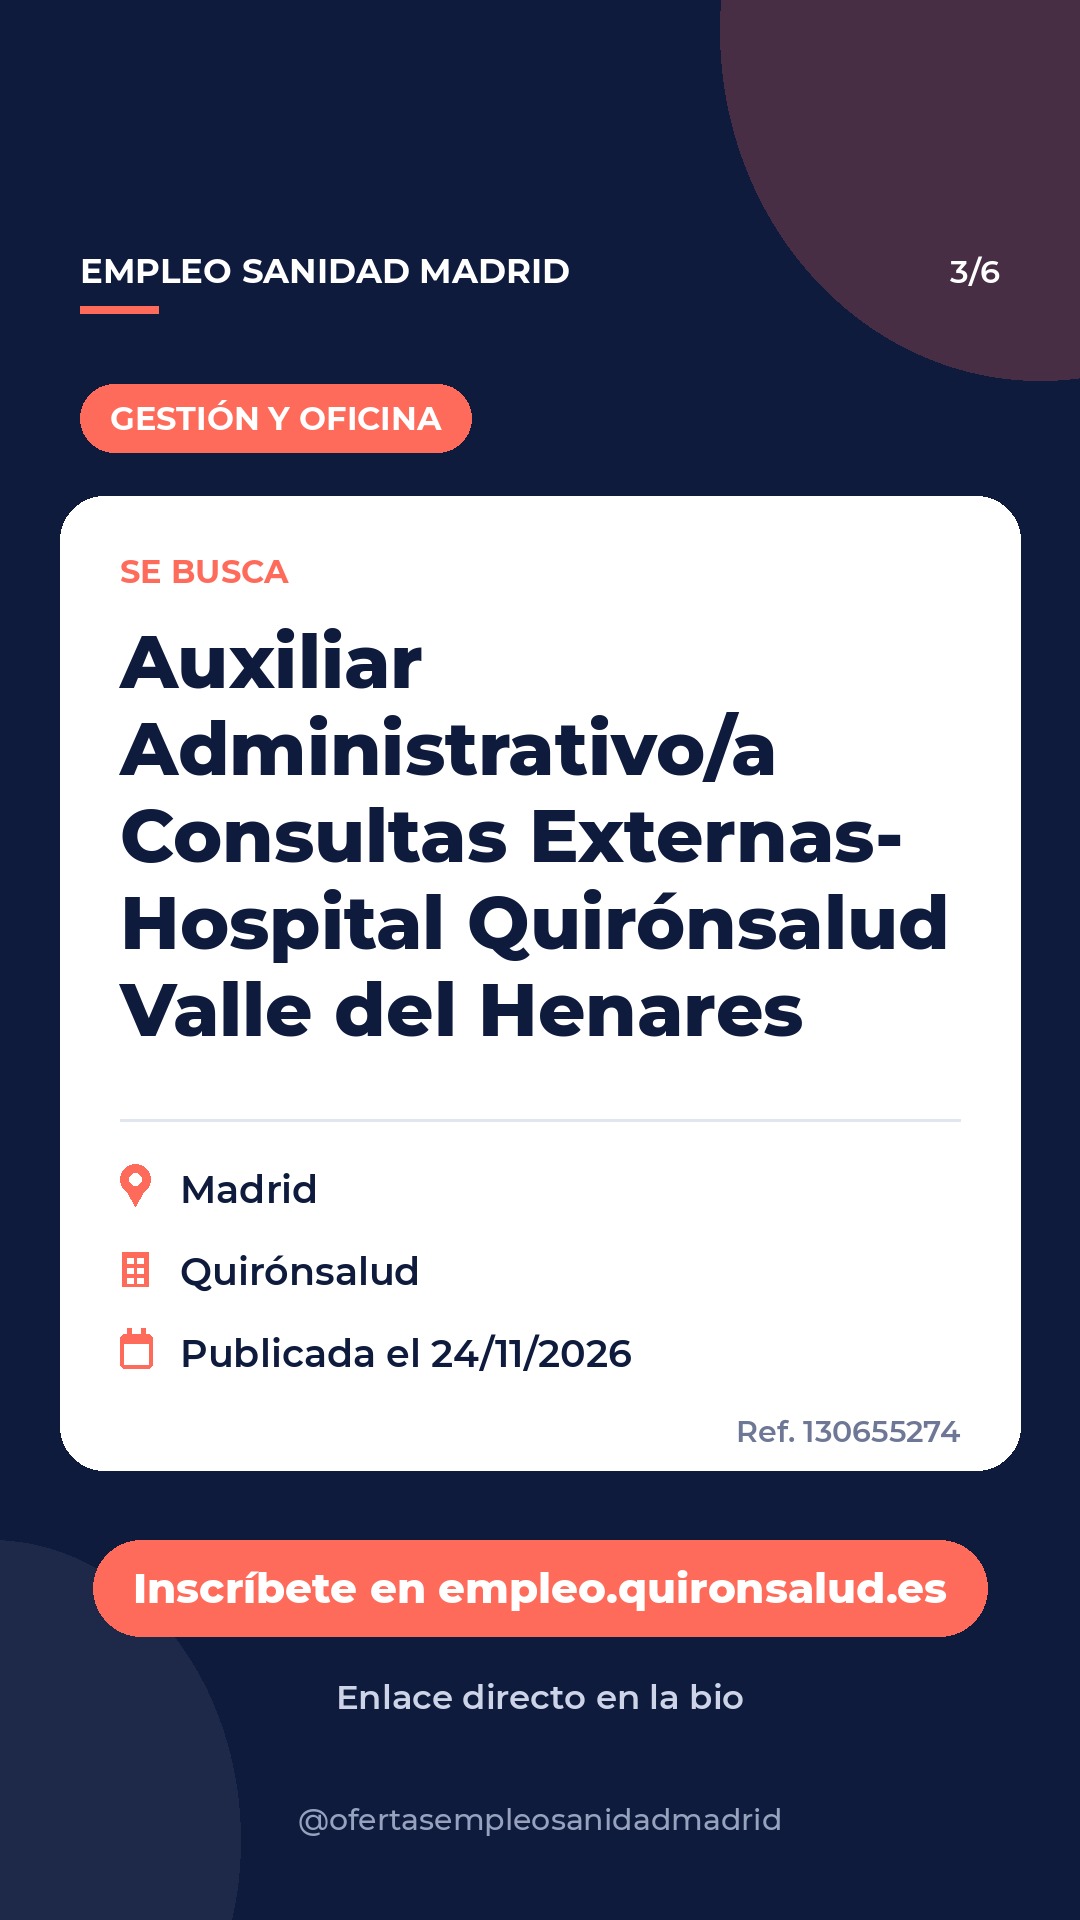 EMPLEO SANIDAD MADRID
3/6
GESTIÓN Y OFICINA
SE BUSCA
Auxiliar
Administrativo/a
Consultas Externas-
Hospital Quirónsalud
Valle del Henares
Madrid
Quirónsalud
Publicada el 24/11/2026
Ref. 130655274
Inscríbete en empleo.quironsalud.es
Enlace directo en la bio
@ofertasempleosanidadmadrid